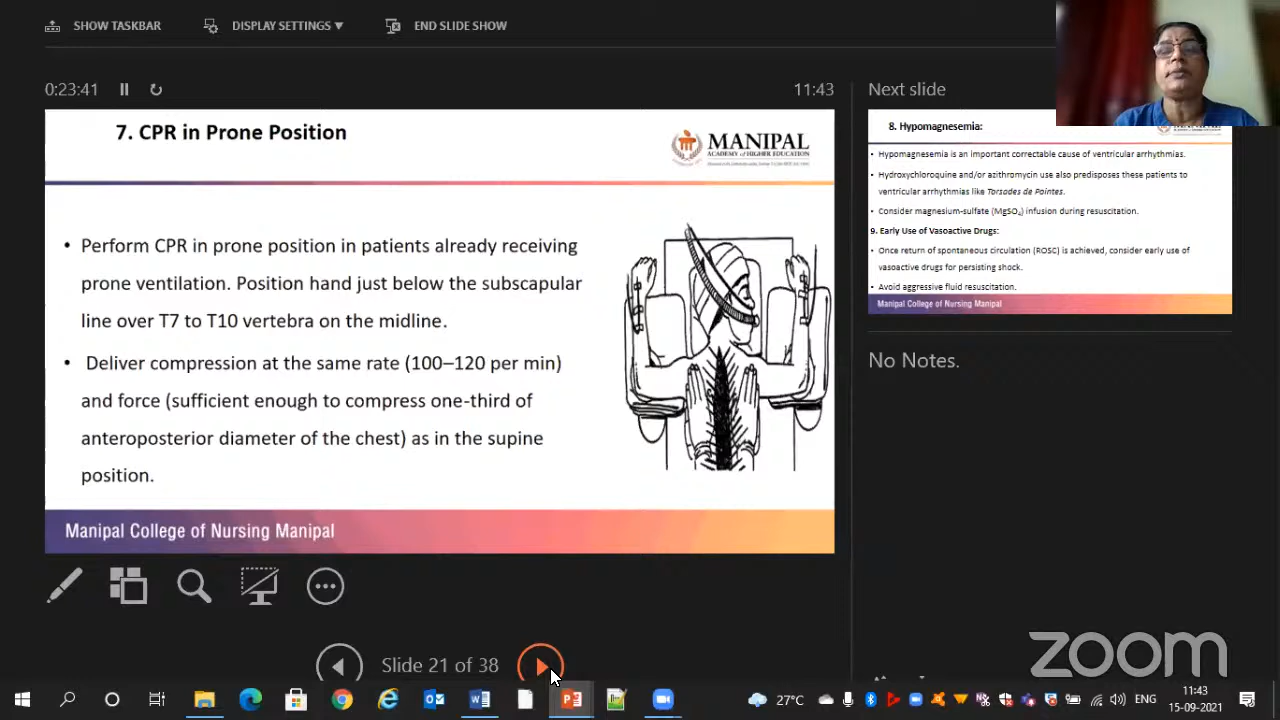 SHOW TASKBAR
DISPLAY SETTINGS ▼
END SLIDE SHOW
0:23:41
11:43
Next slide
7. CPR in Prone Position
MANIPAL
ACADEMY of HIGHER EDUCATION
• Perform CPR in prone position in patients already receiving
prone ventilation. Position hand just below the subscapular
line over T7 to T10 vertebra on the midline.
• Deliver compression at the same rate (100–120 per min)
and force (sufficient enough to compress one-third of
anteroposterior diameter of the chest) as in the supine
position.
Manipal College of Nursing Manipal
8. Hypomagnesemia:
• Hypomagnesemia is an important correctable cause of ventricular arrhythmias.
• Hydroxychloroquine and/or azithromycin use also predisposes these patients to
ventricular arrhythmias like Torsades de Pointes.
• Consider magnesium-sulfate (MgSO₄) infusion during resuscitation.
9. Early Use of Vasoactive Drugs:
• Once return of spontaneous circulation (ROSC) is achieved, consider early use of
vasoactive drugs for persisting shock.
• Avoid aggressive fluid resuscitation.
Manipal College of Nursing Manipal
No Notes.
Slide 21 of 38
zoom
27°C
ENG
11:43
15-09-2021